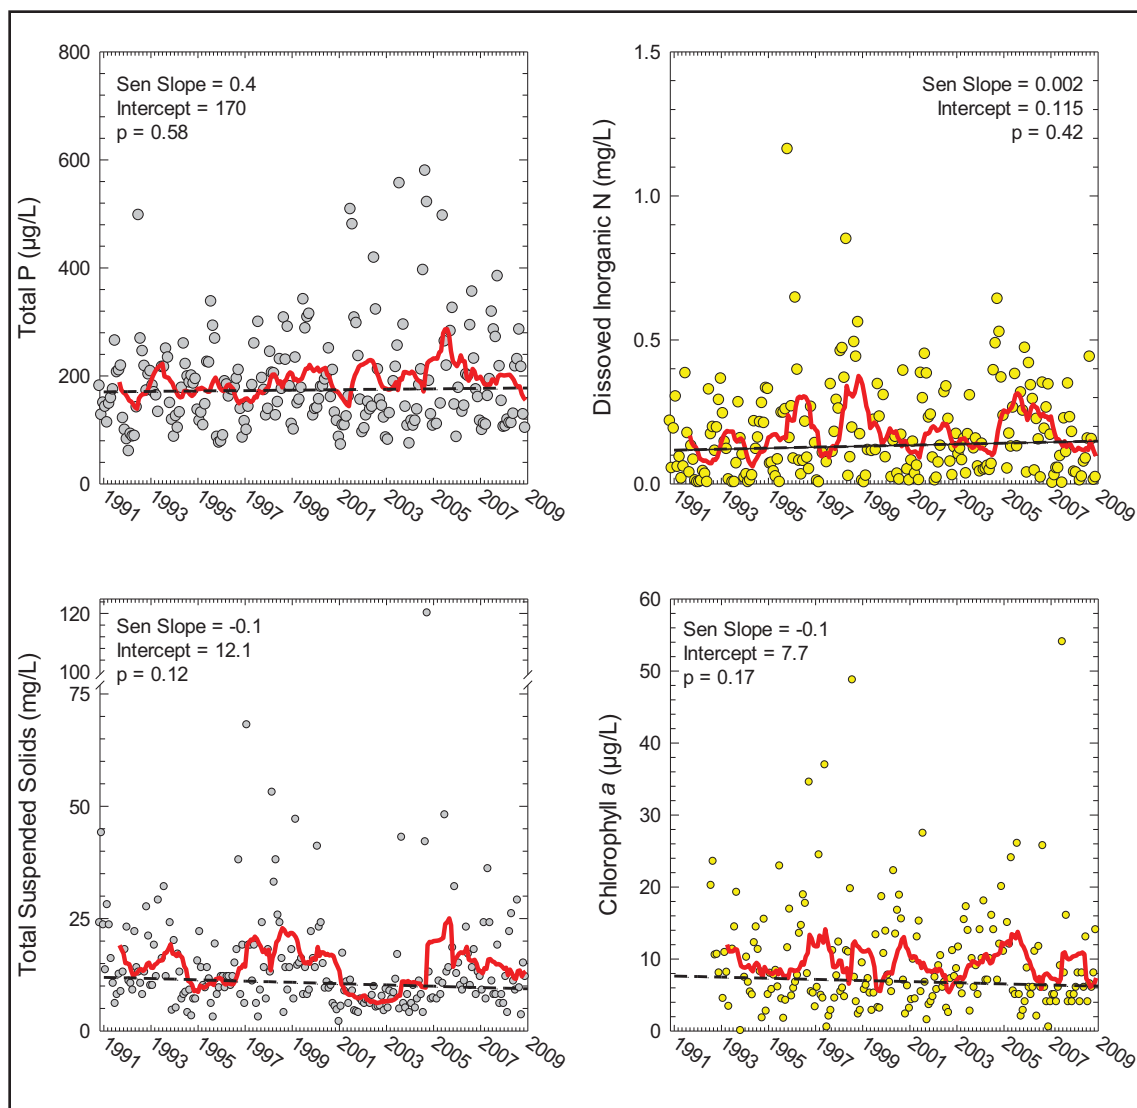 800
600
400
200
0
Total P (µg/L)
Sen Slope = 0.4
Intercept = 170
p = 0.58
1991 1993 1995 1997 1999 2001 2003 2005 2007 2009
1.5
1.0
0.5
0.0
Dissoved Inorganic N (mg/L)
Sen Slope = 0.002
Intercept = 0.115
p = 0.42
1991 1993 1995 1997 1999 2001 2003 2005 2007 2009
120
100
75
50
25
0
Total Suspended Solids (mg/L)
Sen Slope = -0.1
Intercept = 12.1
p = 0.12
1991 1993 1995 1997 1999 2001 2003 2005 2007 2009
60
50
40
30
20
10
0
Chlorophyll a (µg/L)
Sen Slope = -0.1
Intercept = 7.7
p = 0.17
1991 1993 1995 1997 1999 2001 2003 2005 2007 2009